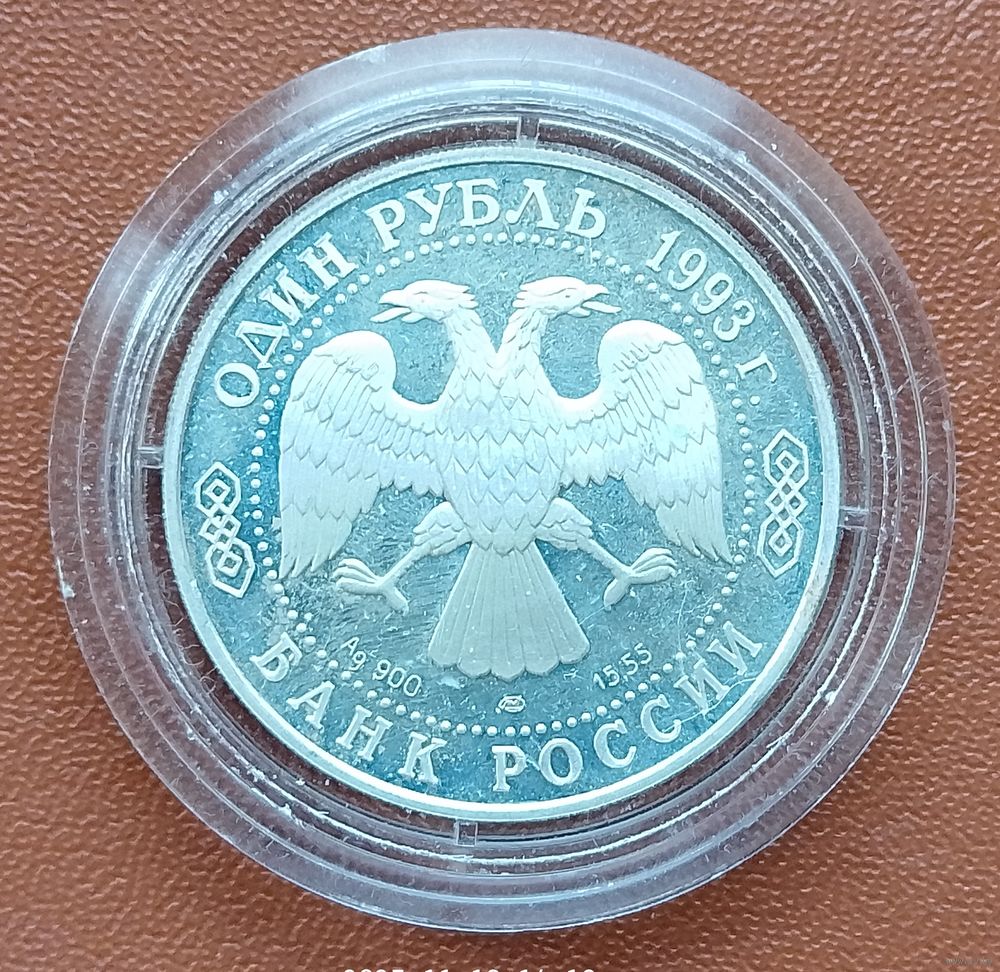 ОДИН РУБЛЬ 1993 г.
Ag 900
15,55
БАНК РОССИИ